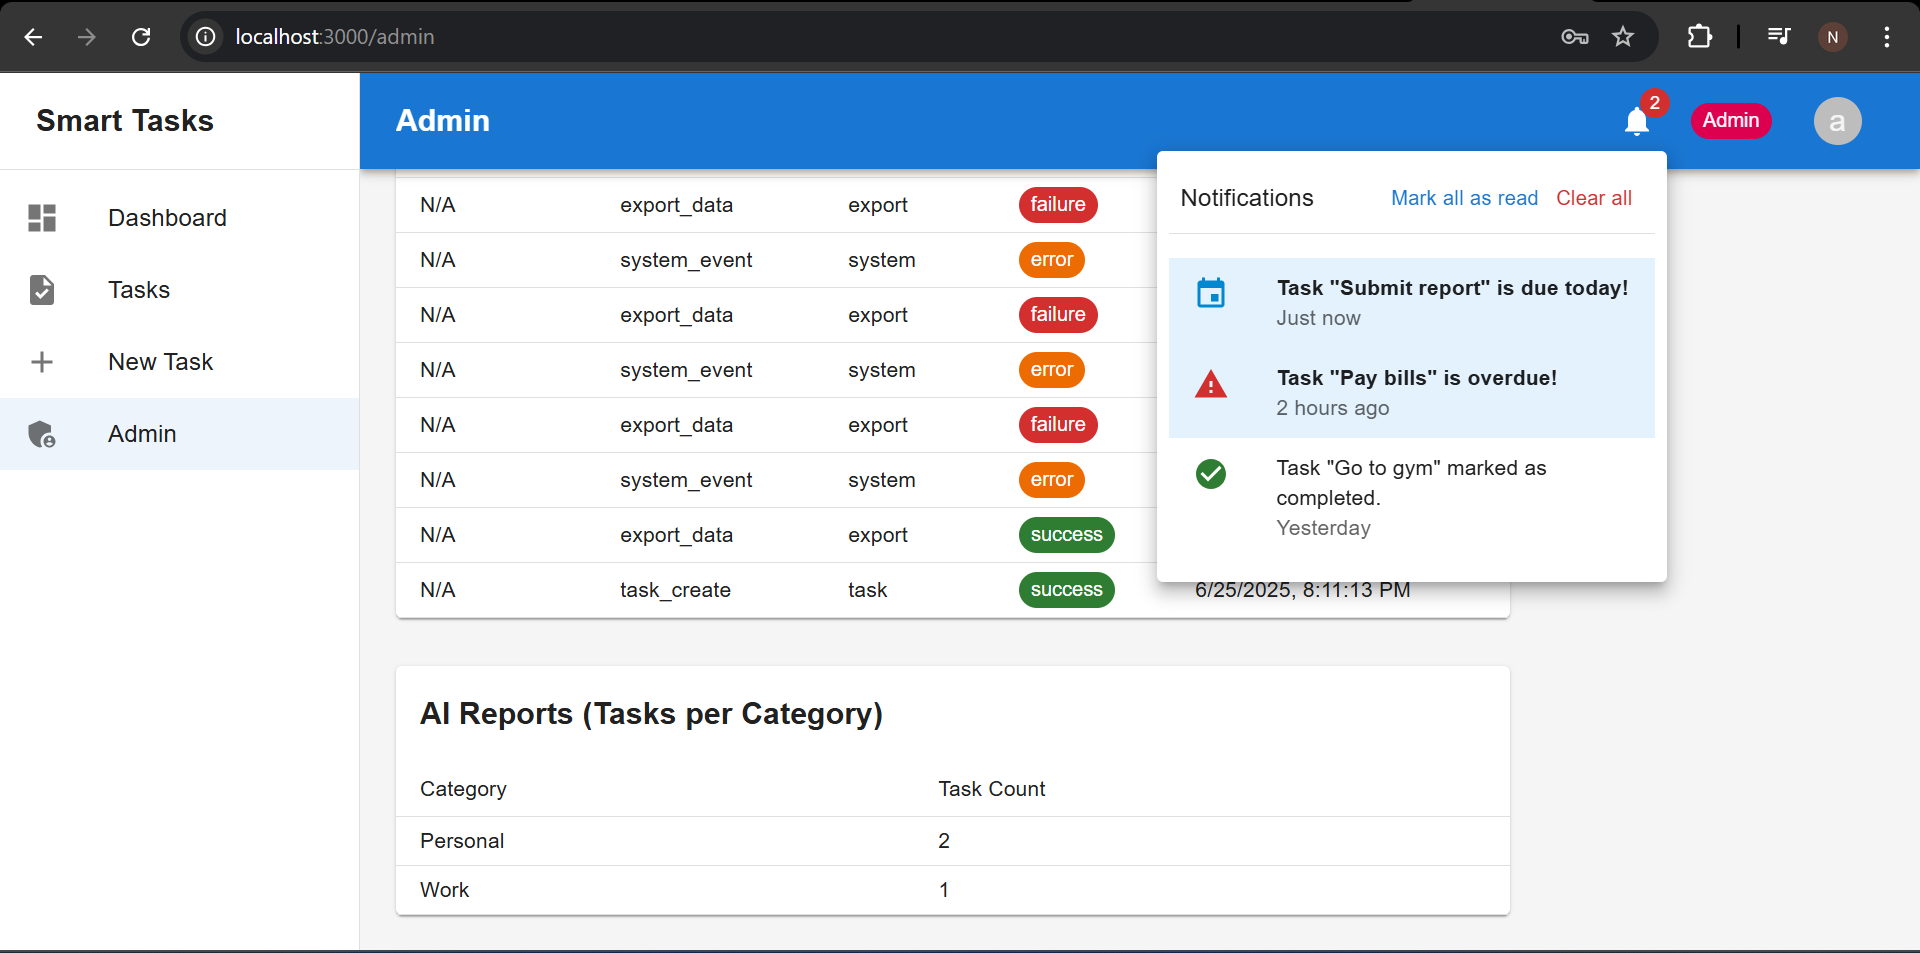 localhost:3000/admin
N
Smart Tasks
Admin
2
Admin
a
Dashboard
Tasks
New Task
Admin
N/A export_data export failure
N/A system_event system error
N/A export_data export failure
N/A system_event system error
N/A export_data export failure
N/A system_event system error
N/A export_data export success
N/A task_create task success 6/25/2025, 8:11:13 PM
Notifications Mark all as read Clear all
Task "Submit report" is due today!
Just now
Task "Pay bills" is overdue!
2 hours ago
Task "Go to gym" marked as
completed.
Yesterday
AI Reports (Tasks per Category)
Category Task Count
Personal 2
Work 1